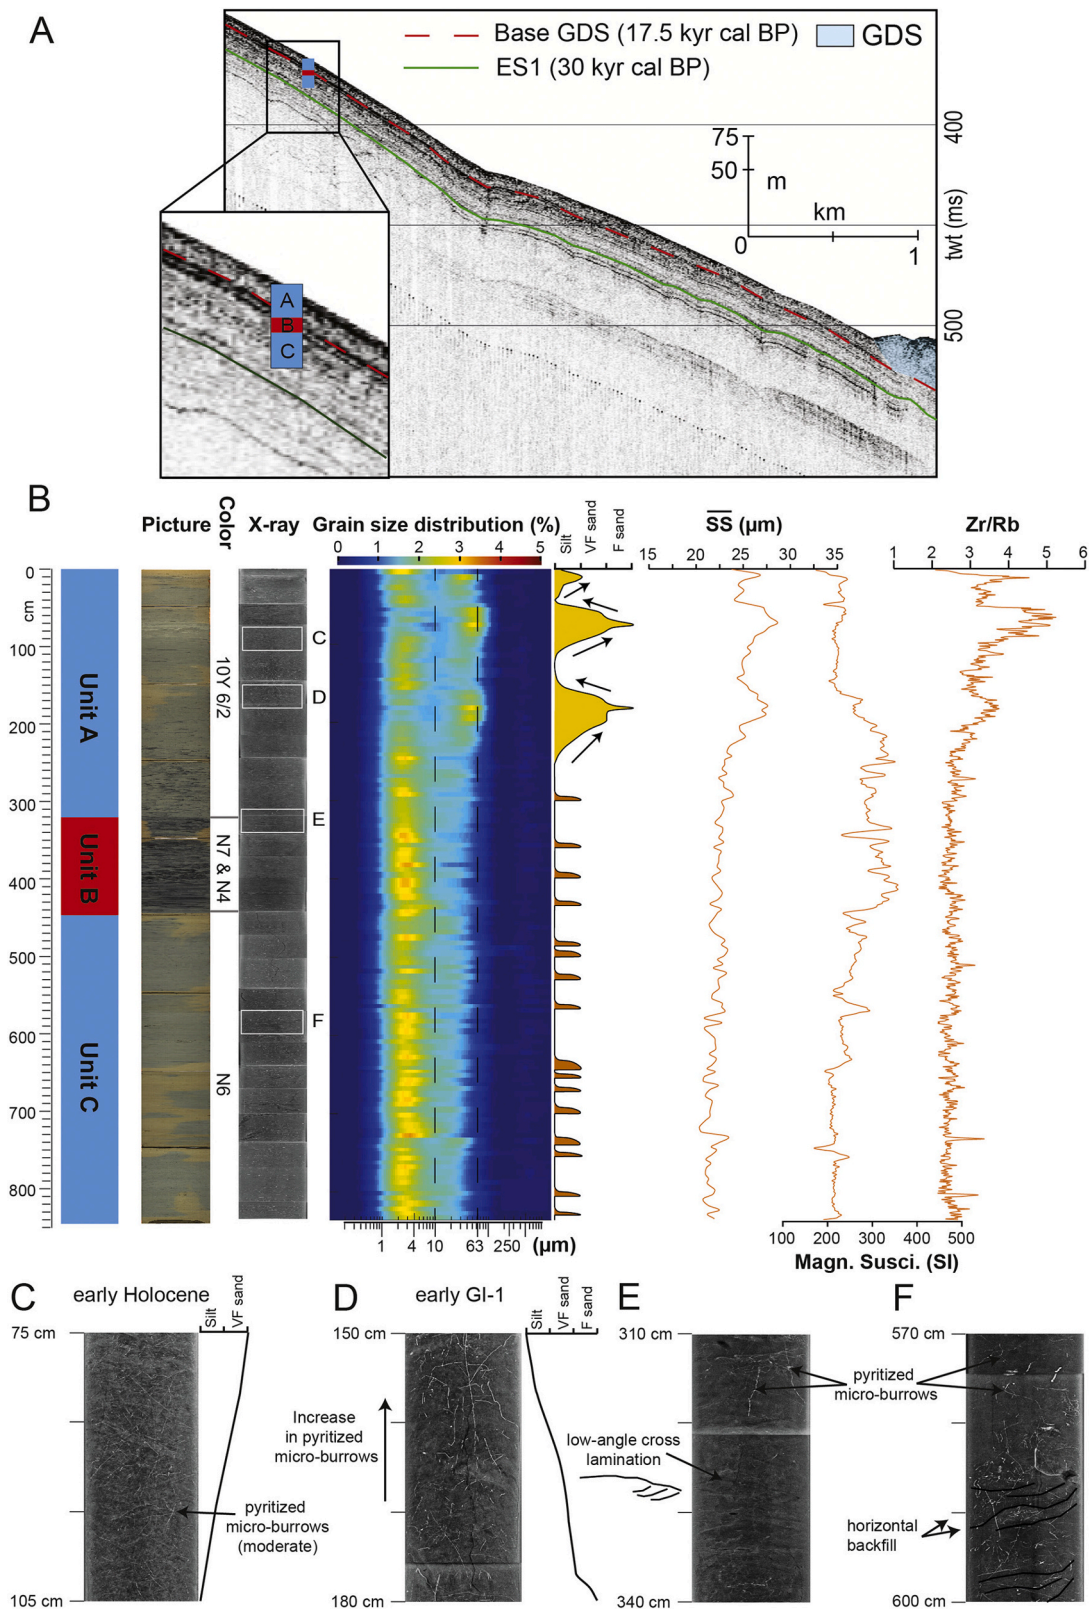 A
Base GDS (17.5 kyr cal BP)
GDS
ES1 (30 kyr cal BP)
400
75
50
m
km
0
1
twt (ms)
500
A
B
C
B
Picture
Color
X-ray
Grain size distribution (%)
0 1 2 3 4 5
Silt
VF sand
F sand
SS (µm)
15 20 25 30 35
Zr/Rb
1 2 3 4 5 6
0
cm
100
200
300
400
500
600
700
800
Unit A
Unit B
Unit C
10Y 6/2
N7 & N4
N6
C
D
E
F
1 4 10 63 250 (µm)
100 200 300 400 500
Magn. Susci. (SI)
C
early Holocene
Silt
VF sand
75 cm
105 cm
pyritized
micro-burrows
(moderate)
D
early GI-1
Silt
VF sand
F sand
150 cm
180 cm
Increase
in pyritized
micro-burrows
E
310 cm
340 cm
low-angle cross
lamination
pyritized
micro-burrows
F
570 cm
600 cm
horizontal
backfill